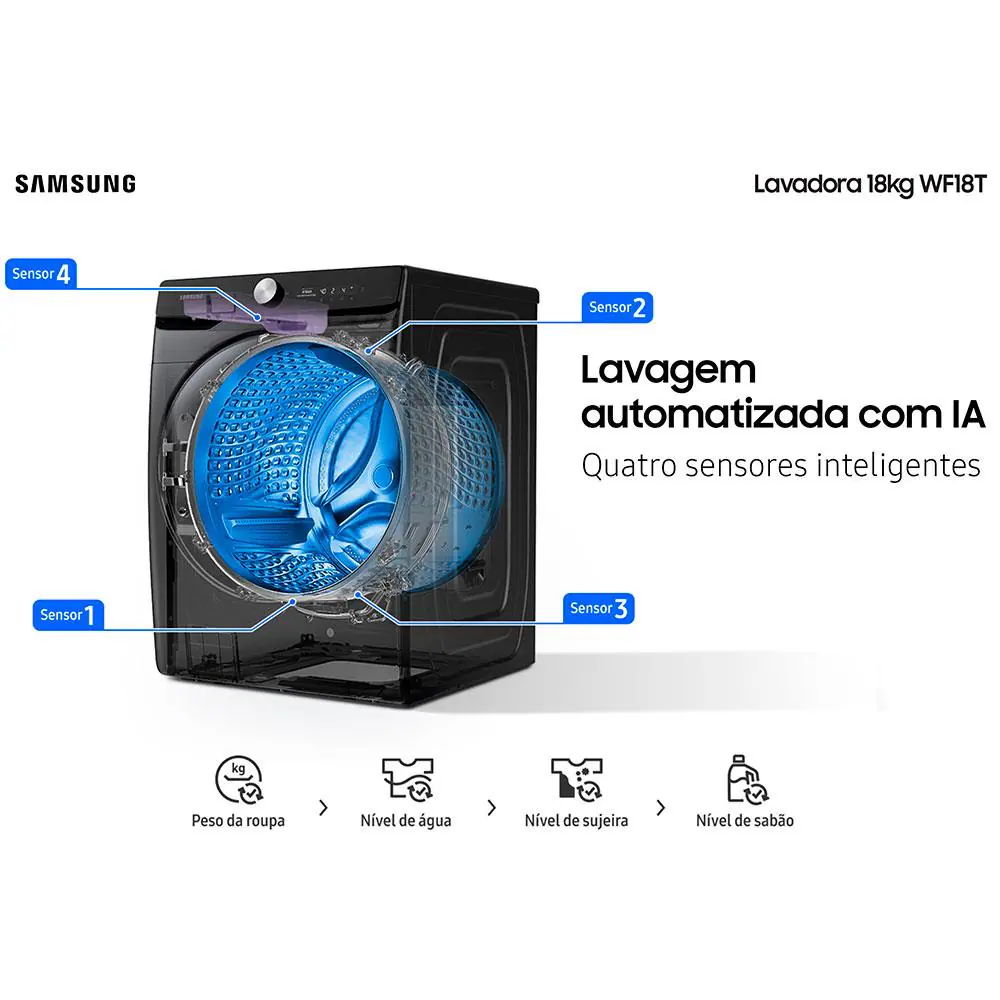 SAMSUNG
Lavadora 18kg WF18T
Sensor 4
SAMSUNG
Sensor 2
Lavagem
automatizada com IA
Quatro sensores inteligentes
Sensor 1
Sensor 3
kg
Peso da roupa
Nível de água
Nível de sujeira
Nível de sabão